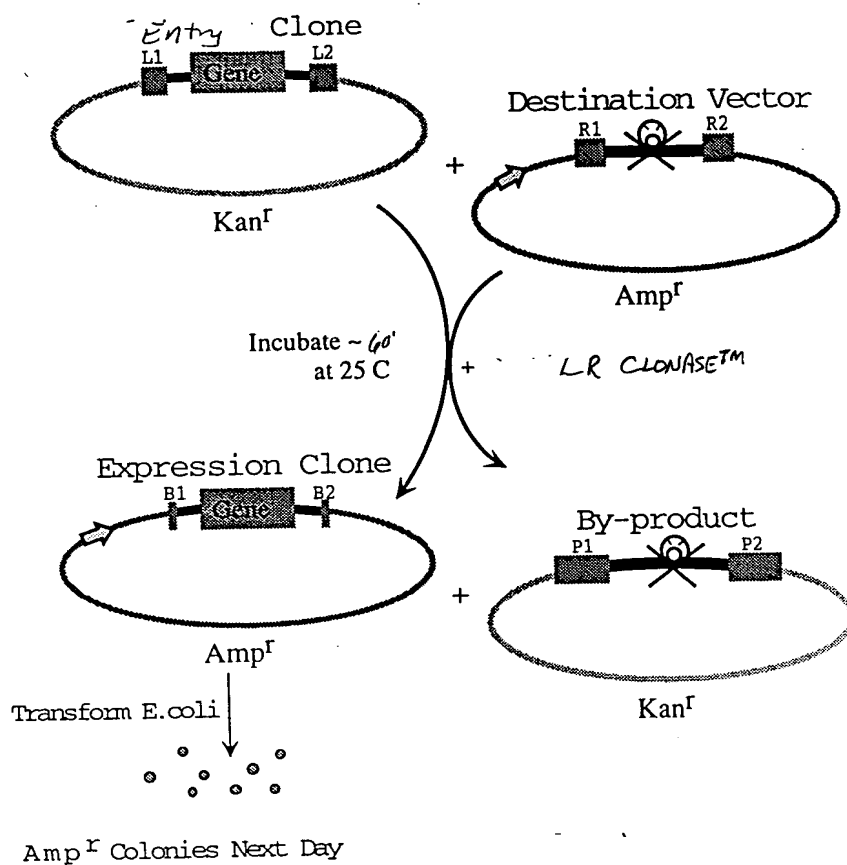 Entry Clone
L1 Gene L2
Destination Vector
R1 R2
+
Kanʳ
Ampʳ
Incubate ~ 60'
at 25 C
+ LR CLONASE™
Expression Clone
B1 Gene B2
By-product
P1 P2
+
Ampʳ
Kanʳ
Transform E.coli
Ampʳ Colonies Next Day